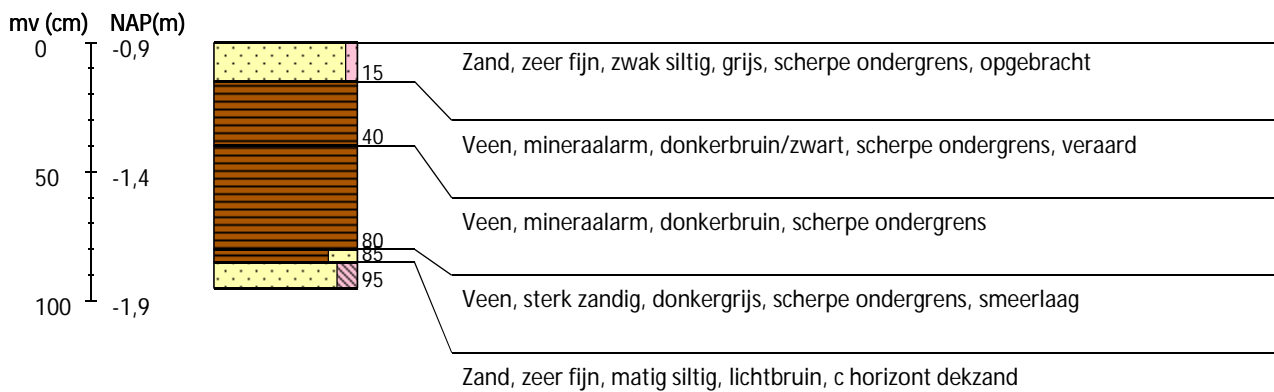 mv (cm) NAP(m)
0 -0,9
Zand, zeer fijn, zwak siltig, grijs, scherpe ondergrens, opgebracht
15
40
Veen, mineraalarm, donkerbruin/zwart, scherpe ondergrens, veraard
50 -1,4
Veen, mineraalarm, donkerbruin, scherpe ondergrens
80
85
95
100 -1,9
Veen, sterk zandig, donkergrijs, scherpe ondergrens, smeerlaag
Zand, zeer fijn, matig siltig, lichtbruin, c horizont dekzand